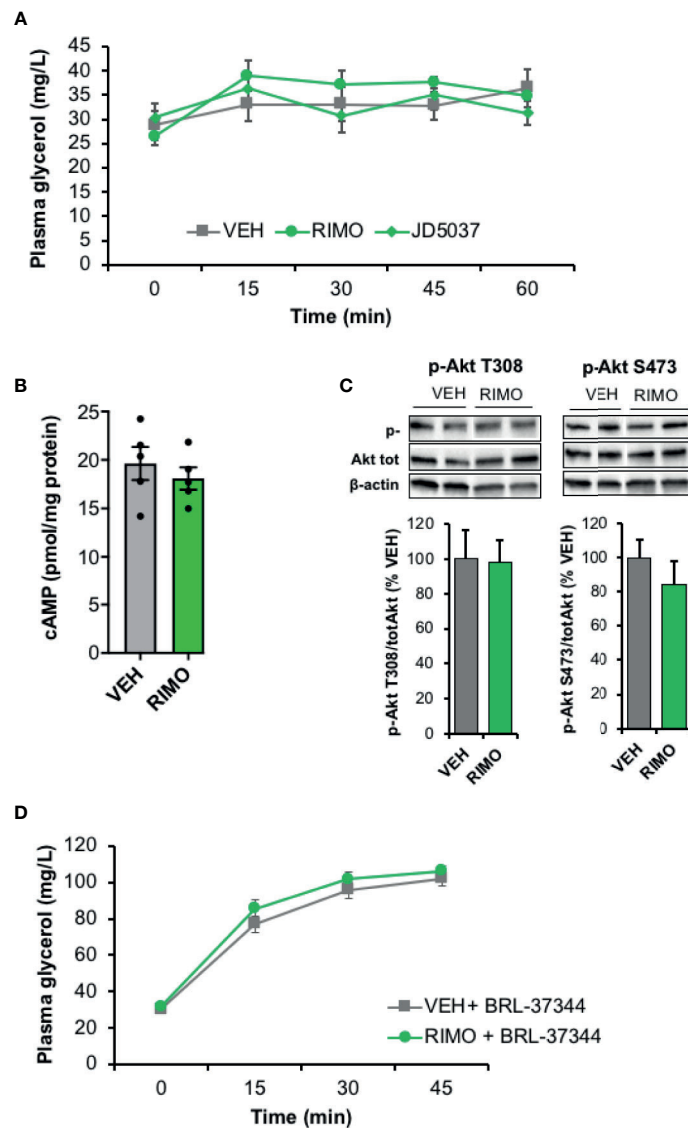 A
Plasma glycerol (mg/L)
45
40
35
30
25
20
15
10
5
0
VEH RIMO JD5037
0 15 30 45 60
Time (min)
B
cAMP (pmol/mg protein)
25
20
15
10
5
0
VEH RIMO
C
p-Akt T308 p-Akt S473
VEH RIMO VEH RIMO
p-
Akt tot
β-actin
p-Akt T308/totAkt (% VEH)
120
100
80
60
40
20
0
VEH RIMO
p-Akt S473/totAkt (% VEH)
120
100
80
60
40
20
0
VEH RIMO
D
Plasma glycerol (mg/L)
120
100
80
60
40
20
0
VEH+ BRL-37344
RIMO + BRL-37344
0 15 30 45
Time (min)